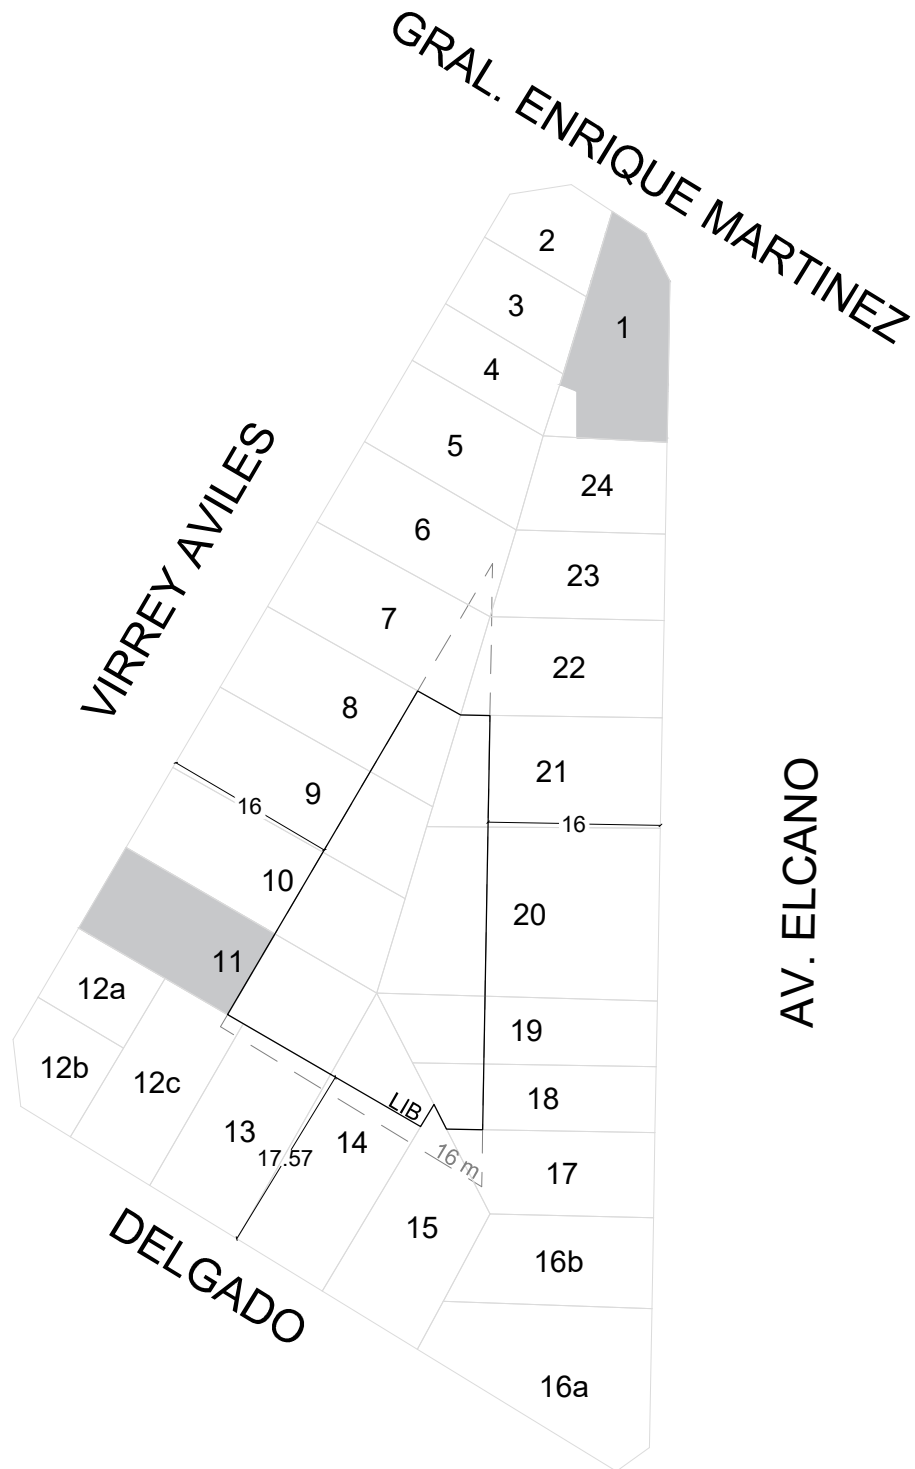 GRAL. ENRIQUE MARTINEZ
2
3
1
4
5
24
6
23
7
22
8
21
9
16
16
10
20
11
12a
19
12b
12c
18
LIB
13
14
17.57
16 m
17
15
16b
16a
VIRREY AVILES
AV. ELCANO
DELGADO